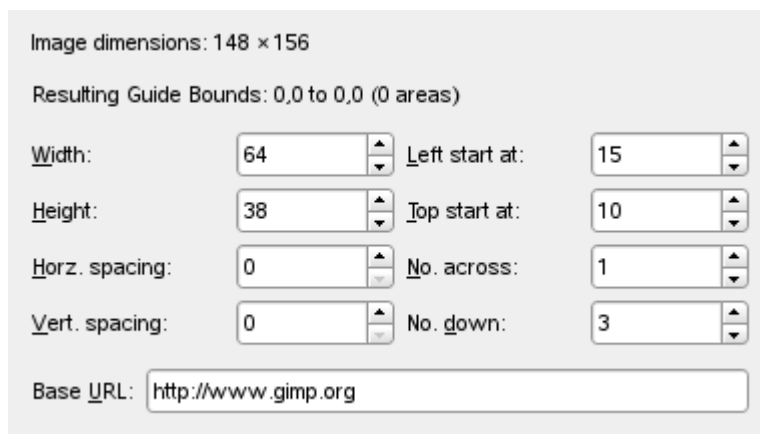 Image dimensions: 148 × 156
Resulting Guide Bounds: 0,0 to 0,0 (0 areas)
Width: 64 Left start at: 15
Height: 38 Top start at: 10
Horz. spacing: 0 No. across: 1
Vert. spacing: 0 No. down: 3
Base URL: http://www.gimp.org